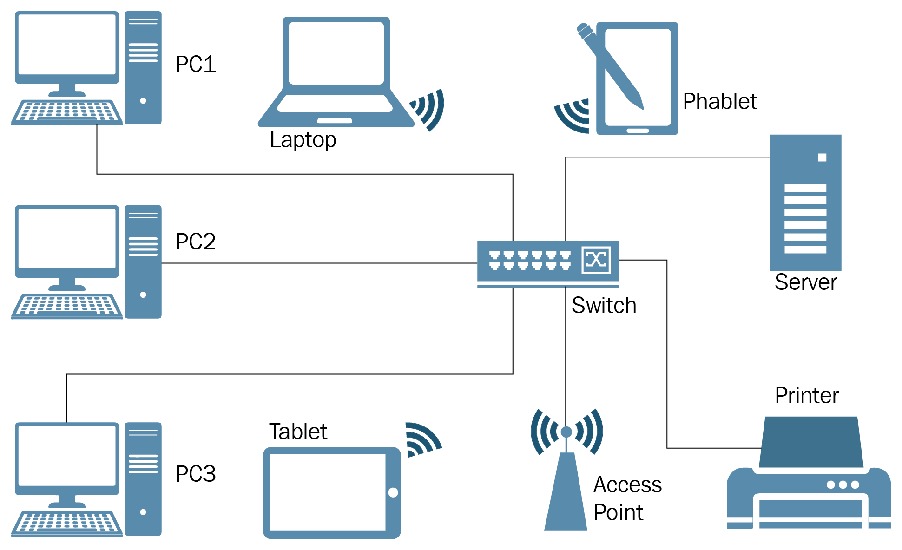 PC1
Laptop
Phablet
PC2
Server
Switch
Printer
Tablet
PC3
Access
Point